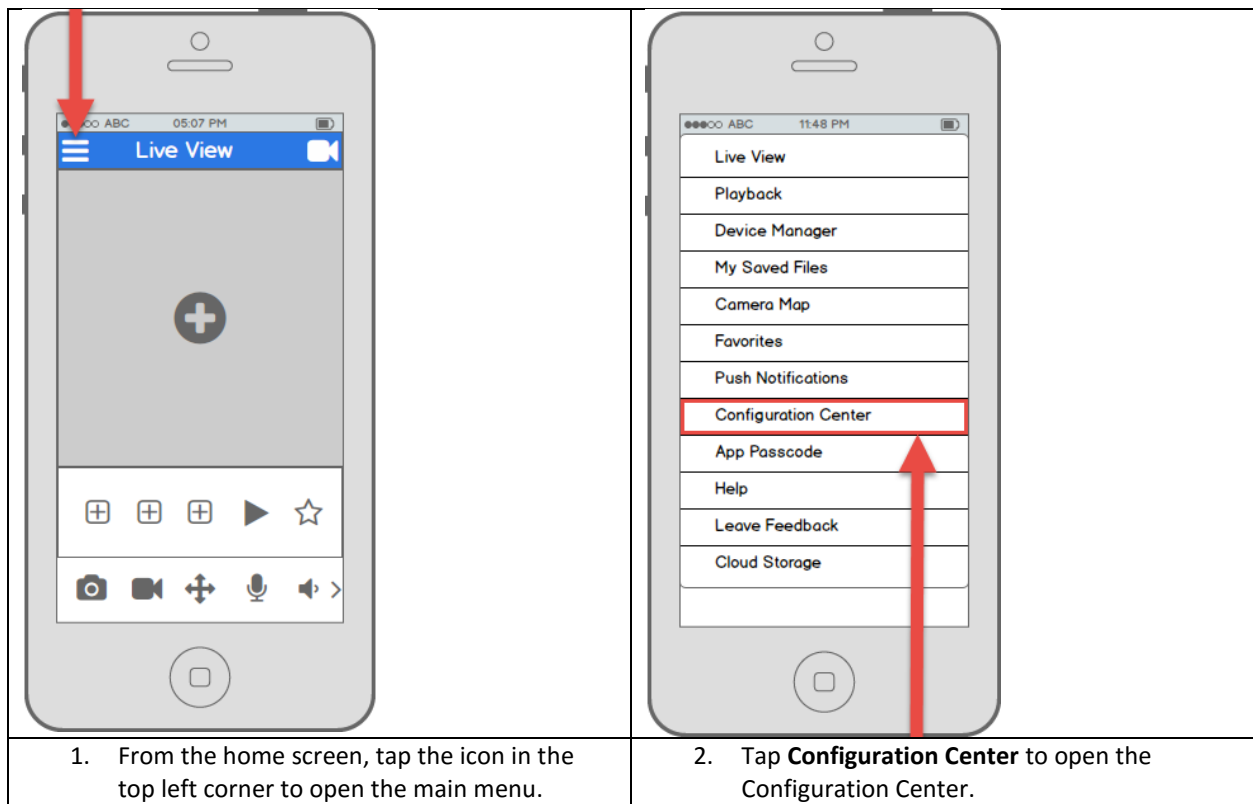 ABC 05:07 PM
Live View
1. From the home screen, tap the icon in the
top left corner to open the main menu.
ABC 11:48 PM
Live View
Playback
Device Manager
My Saved Files
Camera Map
Favorites
Push Notifications
Configuration Center
App Passcode
Help
Leave Feedback
Cloud Storage
2. Tap Configuration Center to open the
Configuration Center.